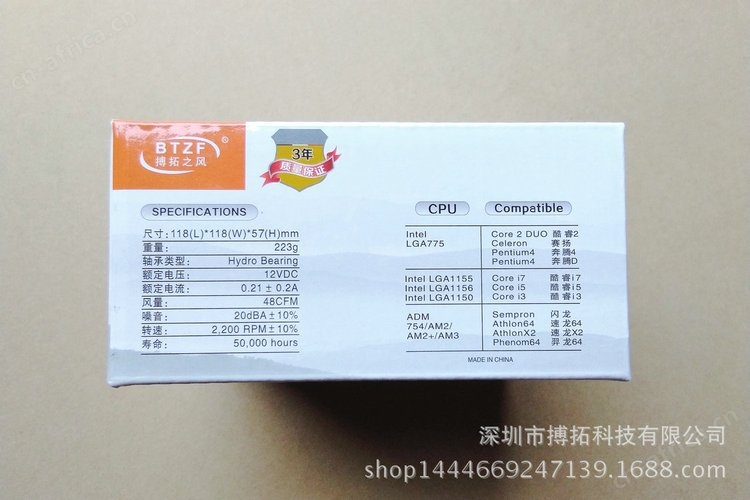 BTZF®
搏拓之风
3年
质量保证
SPECIFICATIONS
尺寸: 118(L)*118(W)*57(H)mm
重量: 223g
轴承类型: Hydro Bearing
额定电压: 12VDC
额定电流: 0.21±0.2A
风量: 48CFM
噪音: 20dBA±10%
转速: 2,200 RPM±10%
寿命: 50,000 hours
CPU Compatible
Intel Core 2 DUO 酷睿2
LGA775 Celeron 赛扬
Pentium4 奔腾4
Pentium4 奔腾D
Intel LGA1155 Core i7 酷睿i7
Intel LGA1156 Core i5 酷睿i5
Intel LGA1150 Core i3 酷睿i3
ADM Sempron 闪龙
754/AM2/ Athlon64 速龙64
AM2+/AM3 AthlonX2 速龙X2
Phenom64 羿龙64
MADE IN CHINA
深圳市搏拓科技有限公司
shop1444669247139.1688.com